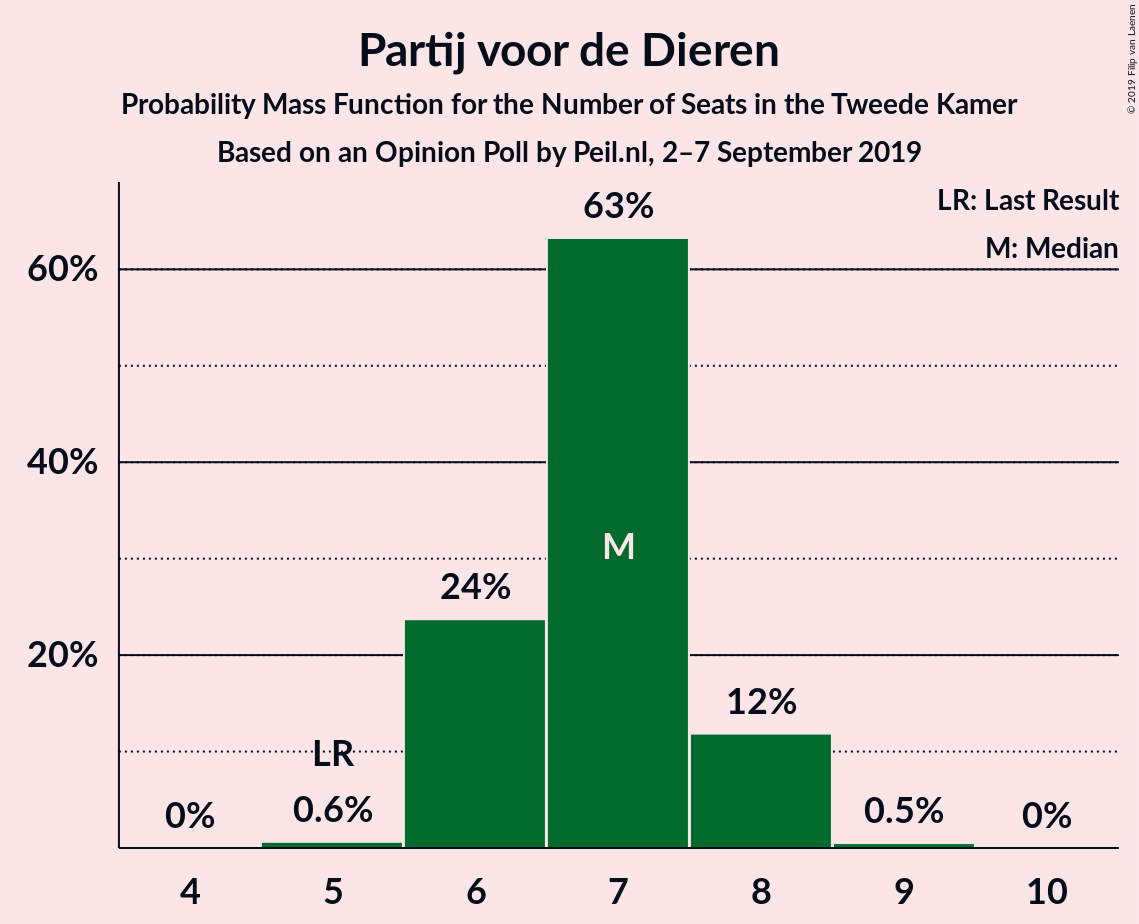 Partij voor de Dieren
Probability Mass Function for the Number of Seats in the Tweede Kamer
Based on an Opinion Poll by Peil.nl, 2–7 September 2019
© 2019 Filip van Laenen
LR: Last Result
M: Median
63%
60%
40%
M
24%
20%
12%
LR
0%
0.6%
0.5%
0%
4
5
6
7
8
9
10